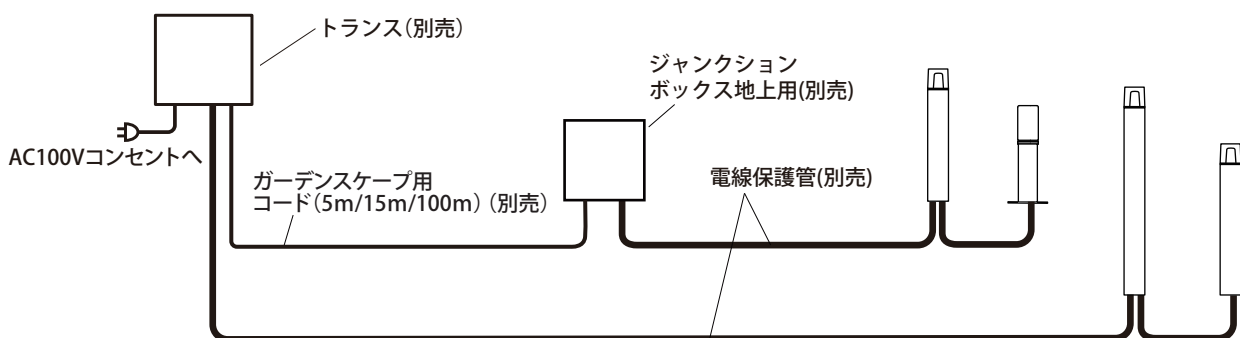 トランス(別売)
ジャンクション
ボックス地上用(別売)
AC100Vコンセントへ
ガーデンスケープ用
コード(5m/15m/100m)(別売)
電線保護管(別売)